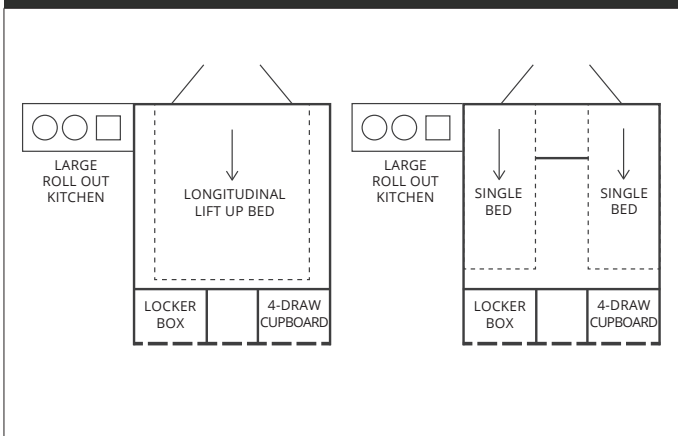 LARGE
ROLL OUT
KITCHEN
LONGITUDINAL
LIFT UP BED
LOCKER
BOX
4-DRAW
CUPBOARD
LARGE
ROLL OUT
KITCHEN
SINGLE
BED
SINGLE
BED
LOCKER
BOX
4-DRAW
CUPBOARD